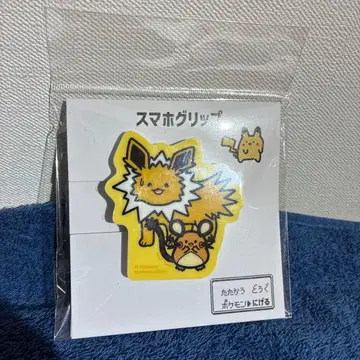 スマホグリップ
たたかう どうぐ
ポケモン▶にげる